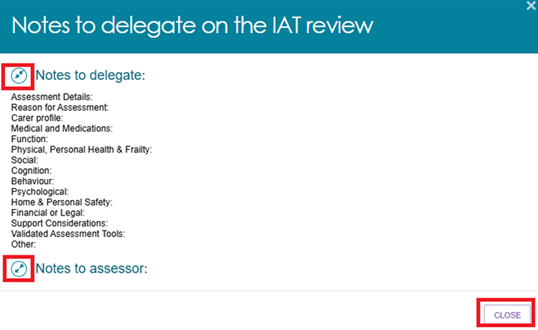 Notes to delegate on the IAT review
Notes to delegate:
Assessment Details:
Reason for Assessment:
Carer profile:
Medical and Medications:
Function:
Physical, Personal Health & Frailty:
Social:
Cognition:
Behaviour:
Psychological:
Home & Personal Safety:
Financial or Legal:
Support Considerations:
Validated Assessment Tools:
Other:
Notes to assessor:
CLOSE